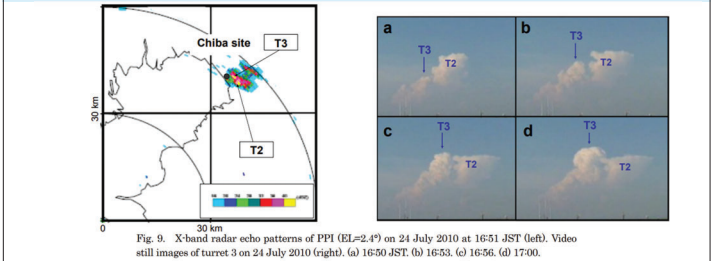 Chiba site
T3
T2
30 km
0
30 km
a
T3
T2
b
T3
T2
c
T3
T2
d
T3
T2
Fig. 9. X-band radar echo patterns of PPI (EL=2.4°) on 24 July 2010 at 16:51 JST (left). Video
still images of turret 3 on 24 July 2010 (right). (a) 16:50 JST. (b) 16:53. (c) 16:56. (d) 17:00.